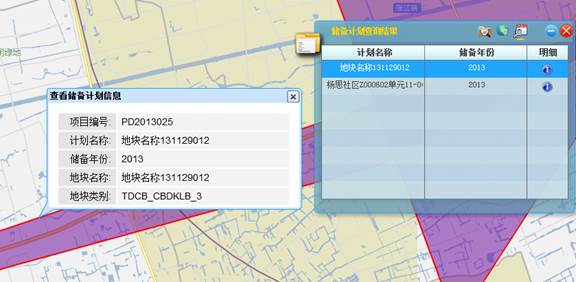 张江镇
储备计划查询结果
计划名称 储备年份 明细
地块名称131129012 2013
杨思社区Z000602单元11-0 2013
查看储备计划信息
项目编号: PD2013025
计划名称: 地块名称131129012
储备年份: 2013
地块名称: 地块名称131129012
地块类别: TDCB_CBDKLB_3